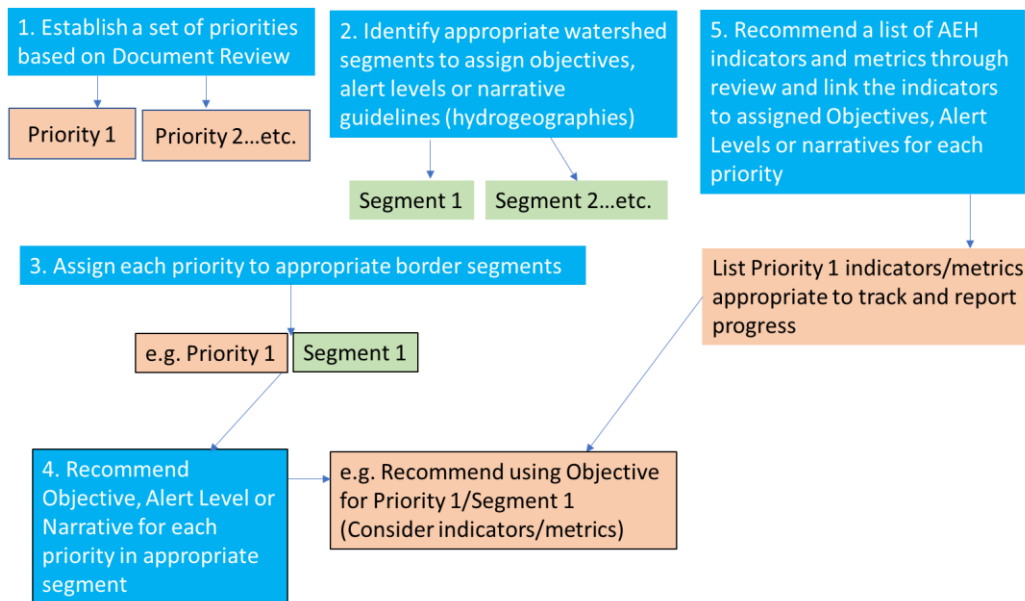 1. Establish a set of priorities
based on Document Review
Priority 1
Priority 2...etc.
2. Identify appropriate watershed
segments to assign objectives,
alert levels or narrative
guidelines (hydrogeographies)
Segment 1
Segment 2...etc.
5. Recommend a list of AEH
indicators and metrics through
review and link the indicators
to assigned Objectives, Alert
Levels or narratives for each
priority
List Priority 1 indicators/metrics
appropriate to track and report
progress
3. Assign each priority to appropriate border segments
e.g. Priority 1
Segment 1
4. Recommend
Objective, Alert Level or
Narrative for each
priority in appropriate
segment
e.g. Recommend using Objective
for Priority 1/Segment 1
(Consider indicators/metrics)